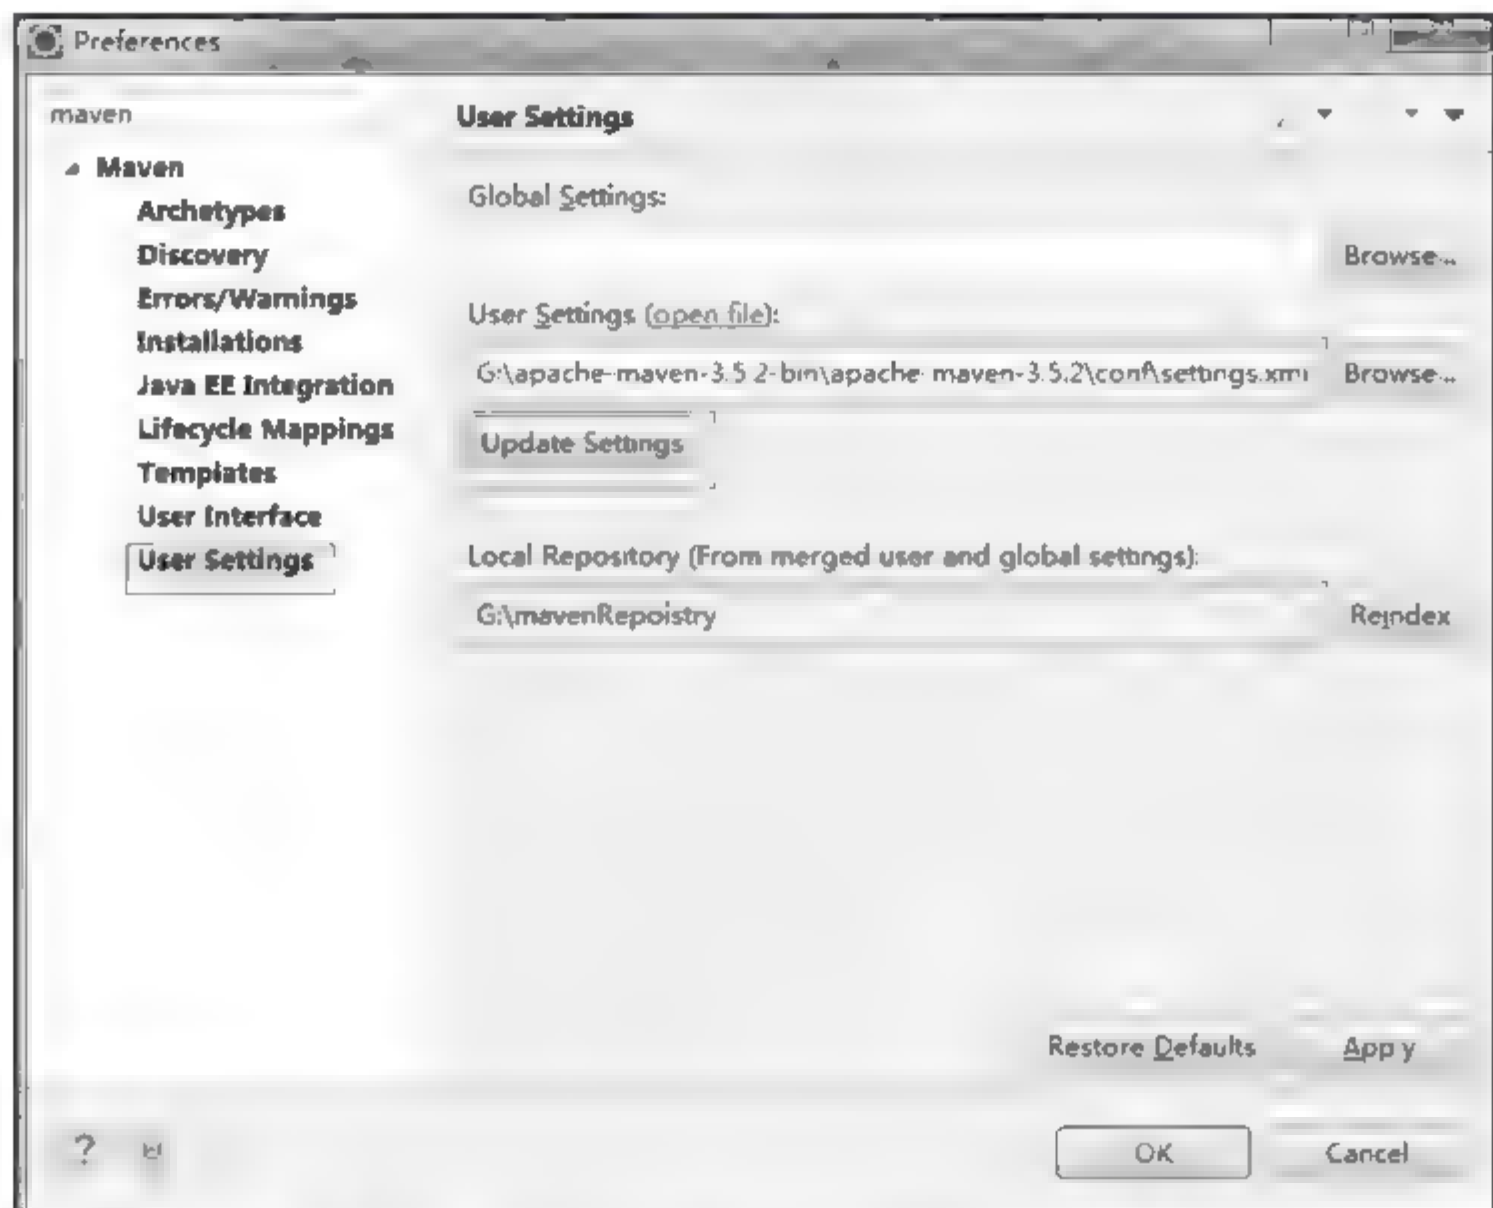 Preferences
maven
Maven
Archetypes
Discovery
Errors/Warnings
Installations
Java EE Integration
Lifecycle Mappings
Templates
User Interface
User Settings
User Settings
Global Settings:
Browse...
User Settings (open file):
G:\apache-maven-3.5.2-bin\apache-maven-3.5.2\conf\settings.xml
Browse...
Update Settings
Local Repository (From merged user and global settings):
G:\mavenRepoistry
Reindex
Restore Defaults
Apply
?
OK
Cancel